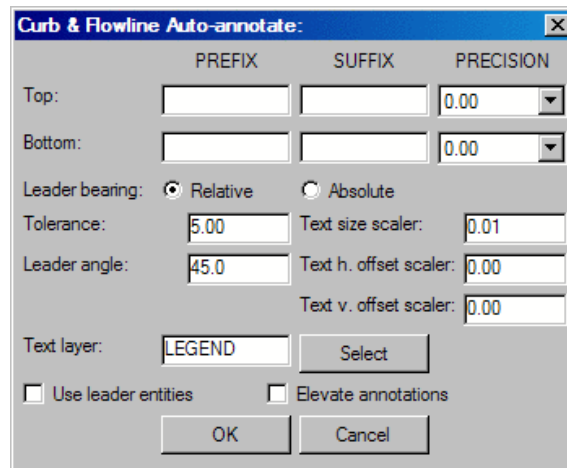 Curb & Flowline Auto-annotate:
PREFIX SUFFIX PRECISION
Top: 0.00
Bottom: 0.00
Leader bearing: Relative Absolute
Tolerance: 5.00 Text size scaler: 0.01
Leader angle: 45.0 Text h. offset scaler: 0.00
Text v. offset scaler: 0.00
Text layer: LEGEND Select
Use leader entities Elevate annotations
OK Cancel